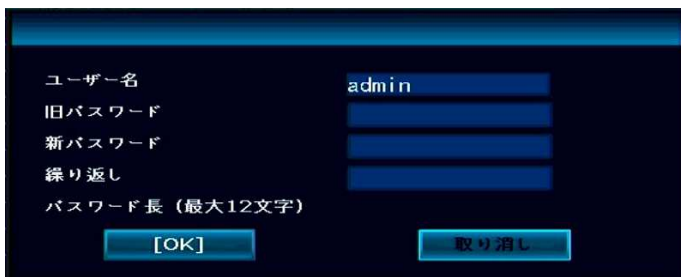 ユーザー名 admin
旧パスワード
新パスワード
繰り返し
パスワード長 (最大12文字)
[OK] 取り消し